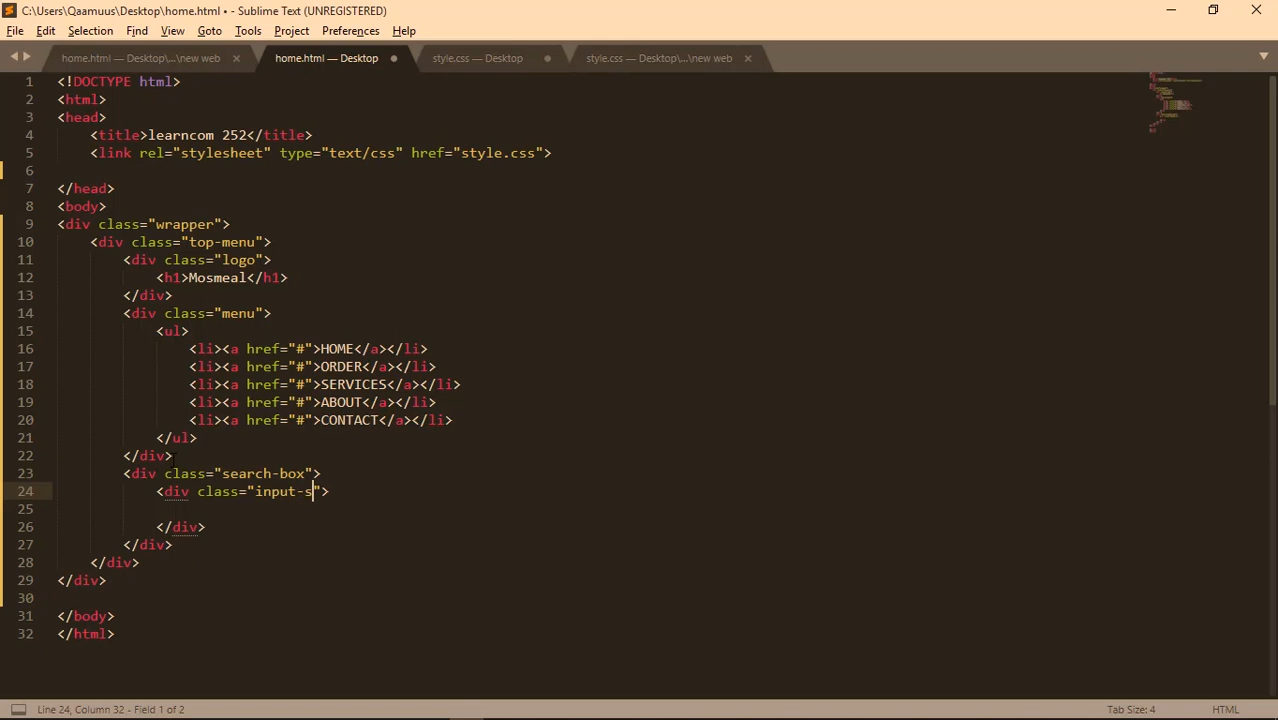 C:\Users\Qaamuus\Desktop\home.html • - Sublime Text (UNREGISTERED)
File Edit Selection Find View Goto Tools Project Preferences Help
home.html — Desktop\...\new web × home.html — Desktop style.css — Desktop style.css — Desktop\...\new web ×
1 <!DOCTYPE html>
2 <html>
3 <head>
4 <title>learncom 252</title>
5 <link rel="stylesheet" type="text/css" href="style.css">
6
7 </head>
8 <body>
9 <div class="wrapper">
10 <div class="top-menu">
11 <div class="logo">
12 <h1>Mosmeal</h1>
13 </div>
14 <div class="menu">
15 <ul>
16 <li><a href="#">HOME</a></li>
17 <li><a href="#">ORDER</a></li>
18 <li><a href="#">SERVICES</a></li>
19 <li><a href="#">ABOUT</a></li>
20 <li><a href="#">CONTACT</a></li>
21 </ul>
22 </div>
23 <div class="search-box">
24 <div class="input-s">
25
26 </div>
27 </div>
28 </div>
29 </div>
30
31 </body>
32 </html>
Line 24, Column 32 - Field 1 of 2 Tab Size: 4 HTML